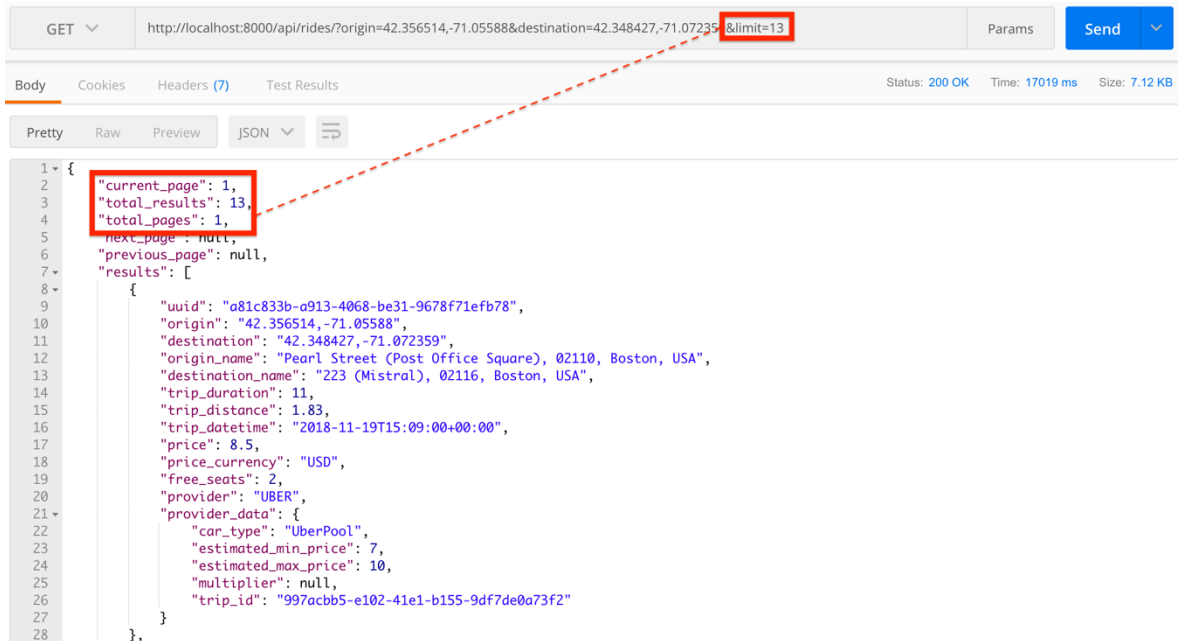 GET http://localhost:8000/api/rides/?origin=42.356514,-71.05588&destination=42.348427,-71.07235 &limit=13 Params Send
Body Cookies Headers (7) Test Results Status: 200 OK Time: 17019 ms Size: 7.12 KB
Pretty Raw Preview JSON
1 {
2 "current_page": 1,
3 "total_results": 13,
4 "total_pages": 1,
5 "next_page": null,
6 "previous_page": null,
7 "results": [
8 {
9 "uuid": "a81c833b-a913-4068-be31-9678f71efb78",
10 "origin": "42.356514,-71.05588",
11 "destination": "42.348427,-71.072359",
12 "origin_name": "Pearl Street (Post Office Square), 02110, Boston, USA",
13 "destination_name": "223 (Mistral), 02116, Boston, USA",
14 "trip_duration": 11,
15 "trip_distance": 1.83,
16 "trip_datetime": "2018-11-19T15:09:00+00:00",
17 "price": 8.5,
18 "price_currency": "USD",
19 "free_seats": 2,
20 "provider": "UBER",
21 "provider_data": {
22 "car_type": "UberPool",
23 "estimated_min_price": 7,
24 "estimated_max_price": 10,
25 "multiplier": null,
26 "trip_id": "997acbb5-e102-41e1-b155-9df7de0a73f2"
27 }
28 },